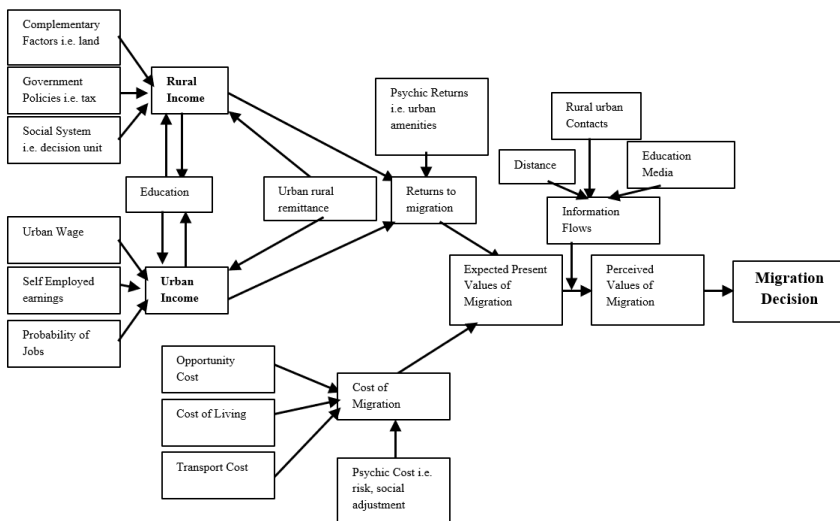 Complementary
Factors i.e. land
Government
Policies i.e. tax
Social System
i.e. decision unit
Rural
Income
Education
Urban Wage
Self Employed
earnings
Probability of
Jobs
Urban
Income
Urban rural
remittance
Psychic Returns
i.e. urban
amenities
Returns to
migration
Rural urban
Contacts
Distance
Education
Media
Information
Flows
Expected Present
Values of
Migration
Perceived
Values of
Migration
Migration
Decision
Opportunity
Cost
Cost of Living
Transport Cost
Cost of
Migration
Psychic Cost i.e.
risk, social
adjustment